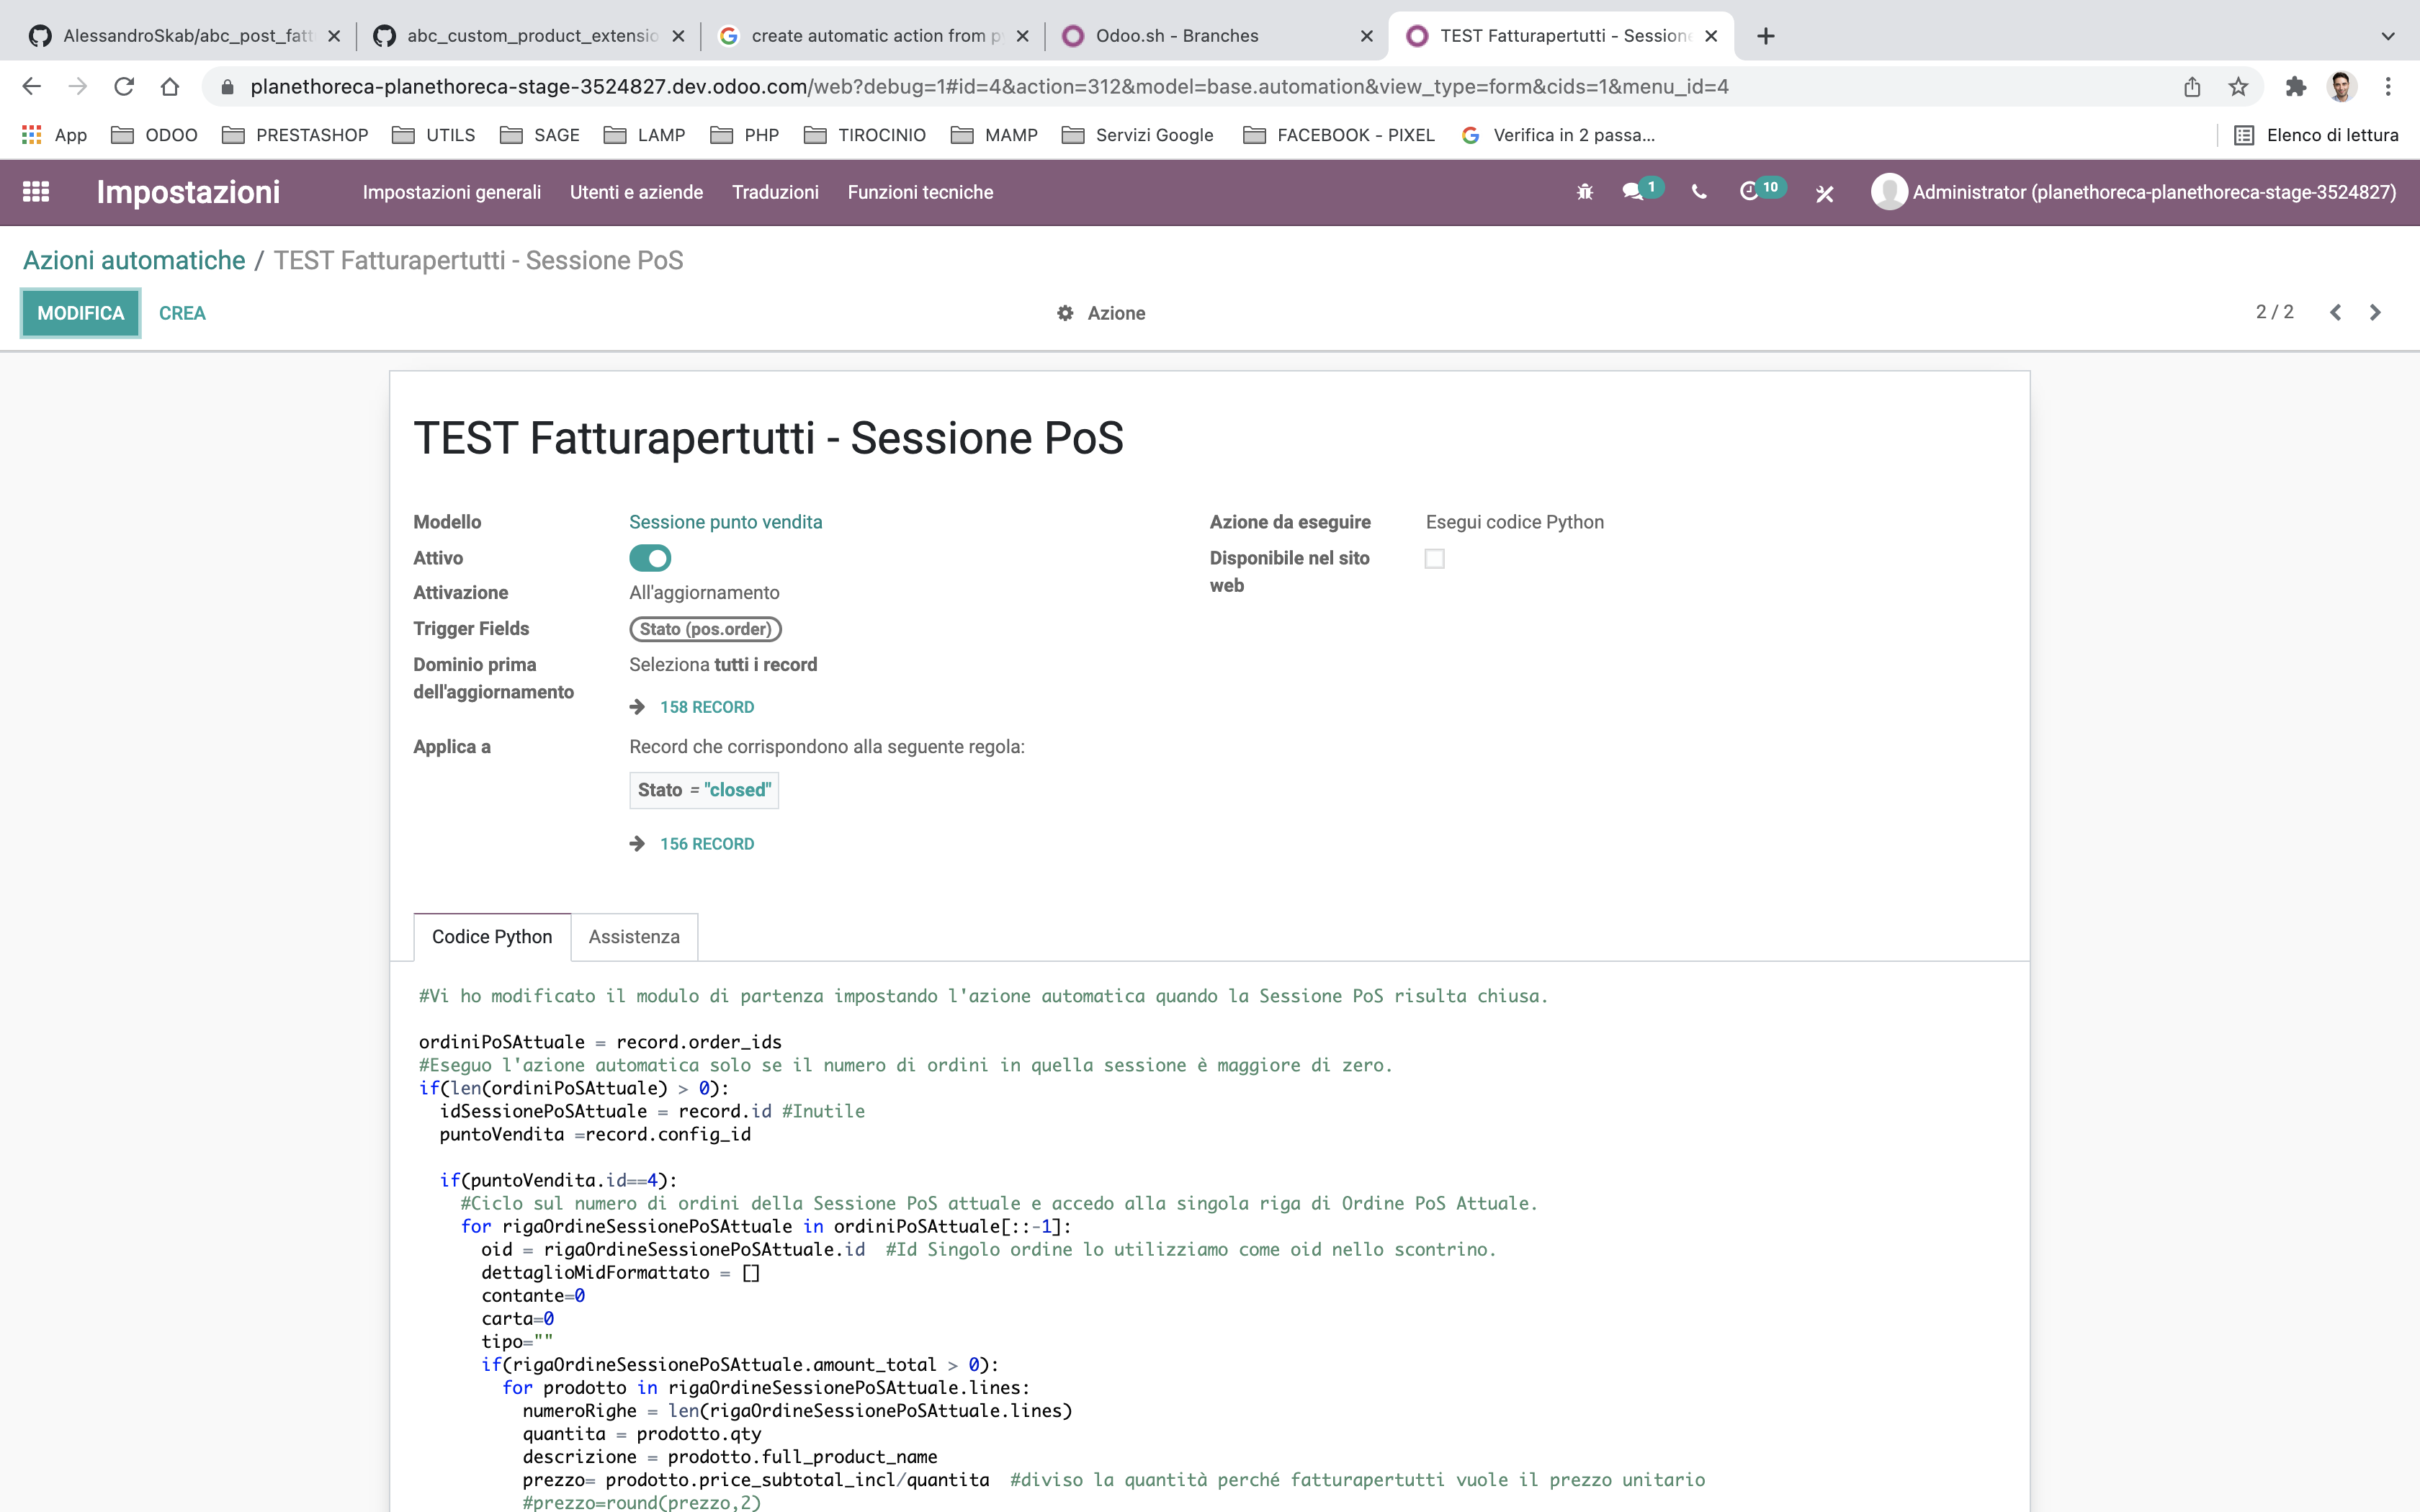 AlessandroSkab/abc_post_fatt
abc_custom_product_extensio
create automatic action from p
Odoo.sh - Branches
TEST Fatturapertutti - Session
planethoreca-planethoreca-stage-3524827.dev.odoo.com/web?debug=1#id=4&action=312&model=base.automation&view_type=form&cids=1&menu_id=4
App ODOO PRESTASHOP UTILS SAGE LAMP PHP TIROCINIO MAMP Servizi Google FACEBOOK - PIXEL Verifica in 2 passa... Elenco di lettura
Impostazioni Impostazioni generali Utenti e aziende Traduzioni Funzioni tecniche 1 10 Administrator (planethoreca-planethoreca-stage-3524827)
Azioni automatiche / TEST Fatturapertutti - Sessione PoS
MODIFICA CREA Azione 2 / 2
TEST Fatturapertutti - Sessione PoS
Modello Sessione punto vendita
Attivo
Attivazione All'aggiornamento
Trigger Fields Stato (pos.order)
Dominio prima dell'aggiornamento Seleziona tutti i record
158 RECORD
Applica a Record che corrispondono alla seguente regola:
Stato = "closed"
156 RECORD
Azione da eseguire Esegui codice Python
Disponibile nel sito web
Codice Python Assistenza
#Vi ho modificato il modulo di partenza impostando l'azione automatica quando la Sessione PoS risulta chiusa.
ordiniPoSAttuale = record.order_ids
#Eseguo l'azione automatica solo se il numero di ordini in quella sessione è maggiore di zero.
if(len(ordiniPoSAttuale) > 0):
idSessionePoSAttuale = record.id #Inutile
puntoVendita =record.config_id
if(puntoVendita.id==4):
#Ciclo sul numero di ordini della Sessione PoS attuale e accedo alla singola riga di Ordine PoS Attuale.
for rigaOrdineSessionePoSAttuale in ordiniPoSAttuale[::-1]:
oid = rigaOrdineSessionePoSAttuale.id #Id Singolo ordine lo utilizziamo come oid nello scontrino.
dettaglioMidFormattato = []
contante=0
carta=0
tipo=""
if(rigaOrdineSessionePoSAttuale.amount_total > 0):
for prodotto in rigaOrdineSessionePoSAttuale.lines:
numeroRighe = len(rigaOrdineSessionePoSAttuale.lines)
quantita = prodotto.qty
descrizione = prodotto.full_product_name
prezzo= prodotto.price_subtotal_incl/quantita #diviso la quantità perché fatturapertutti vuole il prezzo unitario
#prezzo=round(prezzo,2)